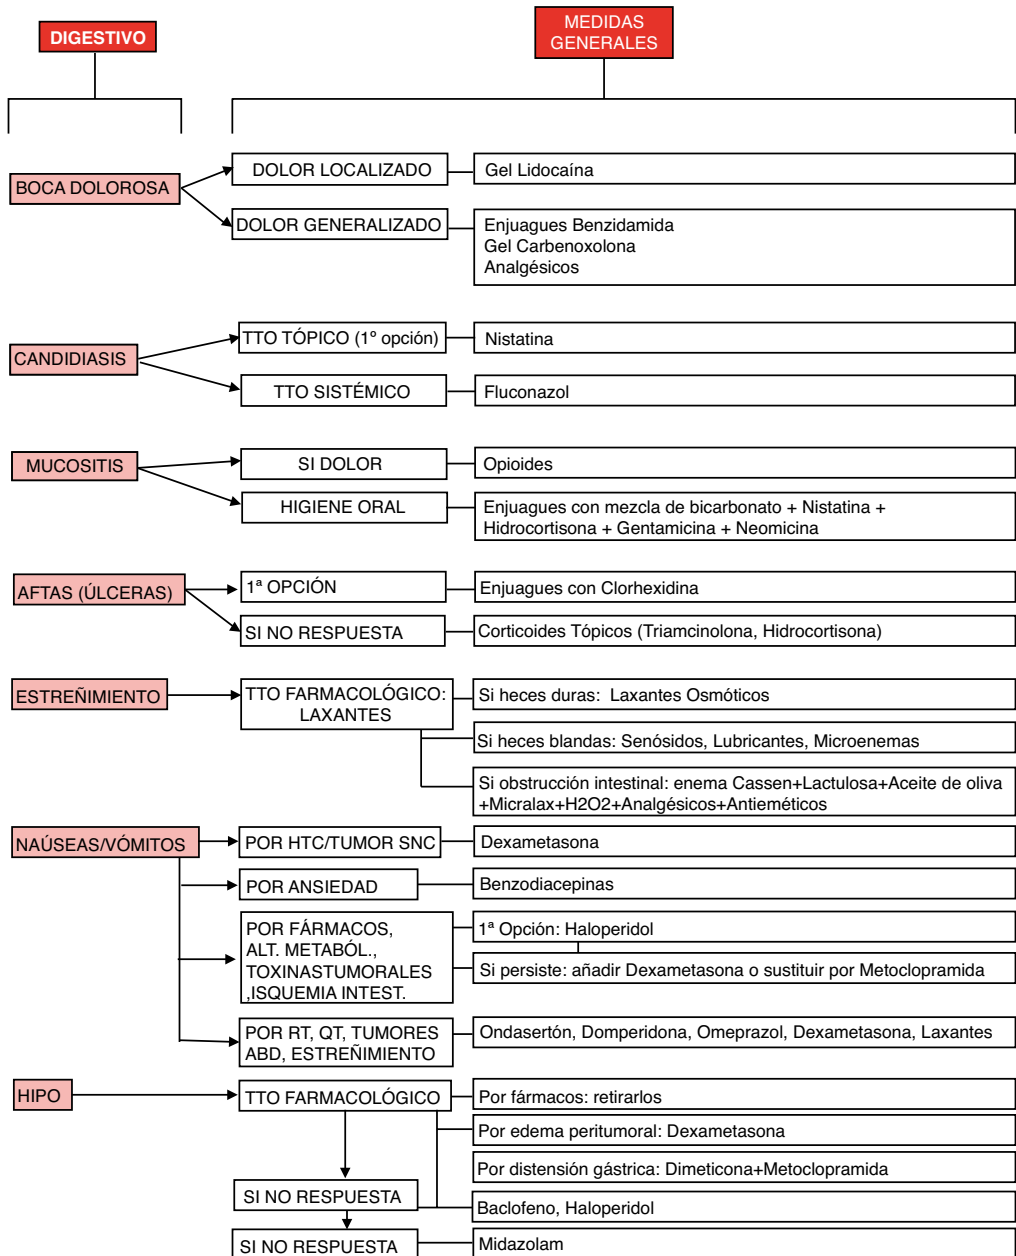 DIGESTIVO
MEDIDAS
GENERALES
BOCA DOLOROSA
DOLOR LOCALIZADO
Gel Lidocaína
DOLOR GENERALIZADO
Enjuagues Benzidamida
Gel Carbenoxolona
Analgésicos
CANDIDIASIS
TTO TÓPICO (1º opción)
Nistatina
TTO SISTÉMICO
Fluconazol
MUCOSITIS
SI DOLOR
Opioides
HIGIENE ORAL
Enjuagues con mezcla de bicarbonato + Nistatina +
Hidrocortisona + Gentamicina + Neomicina
AFTAS (ÚLCERAS)
1ª OPCIÓN
Enjuagues con Clorhexidina
SI NO RESPUESTA
Corticoides Tópicos (Triamcinolona, Hidrocortisona)
ESTREÑIMIENTO
TTO FARMACOLÓGICO:
LAXANTES
Si heces duras: Laxantes Osmóticos
Si heces blandas: Senósidos, Lubricantes, Microenemas
Si obstrucción intestinal: enema Cassen+Lactulosa+Aceite de oliva
+Micralax+H2O2+Analgésicos+Antieméticos
NAÚSEAS/VÓMITOS
POR HTC/TUMOR SNC
Dexametasona
POR ANSIEDAD
Benzodiacepinas
POR FÁRMACOS,
ALT. METABÓL.,
TOXINASTUMORALES
,ISQUEMIA INTEST.
1ª Opción: Haloperidol
Si persiste: añadir Dexametasona o sustituir por Metoclopramida
POR RT, QT, TUMORES
ABD, ESTREÑIMIENTO
Ondasertón, Domperidona, Omeprazol, Dexametasona, Laxantes
HIPO
TTO FARMACOLÓGICO
Por fármacos: retirarlos
Por edema peritumoral: Dexametasona
Por distensión gástrica: Dimeticona+Metoclopramida
SI NO RESPUESTA
Baclofeno, Haloperidol
SI NO RESPUESTA
Midazolam